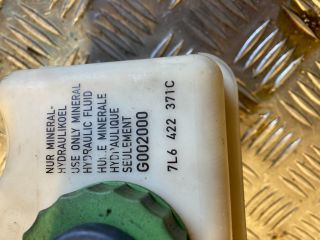 NUR MINERAL-
HYDRAULIKOEL
USE ONLY MINERAL
HYDRAULIC FLUID
HUILE MINERALE
HYDRAULIQUE
SEULEMENT
G002000
7L6 422 371C